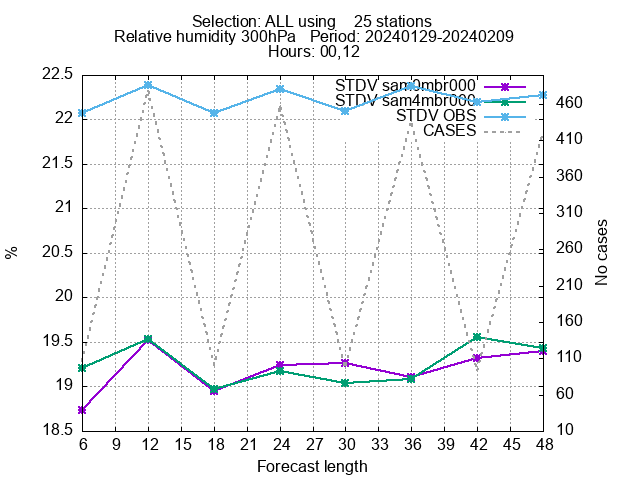 Selection: ALL using    25 stations
Relative humidity 300hPa   Period: 20240129-20240209
Hours: 00,12
STDV sam0mbr000
STDV sam4mbr000
STDV OBS
CASES
22.5
22
21.5
21
20.5
20
19.5
19
18.5
%
460
410
360
310
260
210
160
110
60
10
No cases
6 9 12 15 18 21 24 27 30 33 36 39 42 45 48
Forecast length